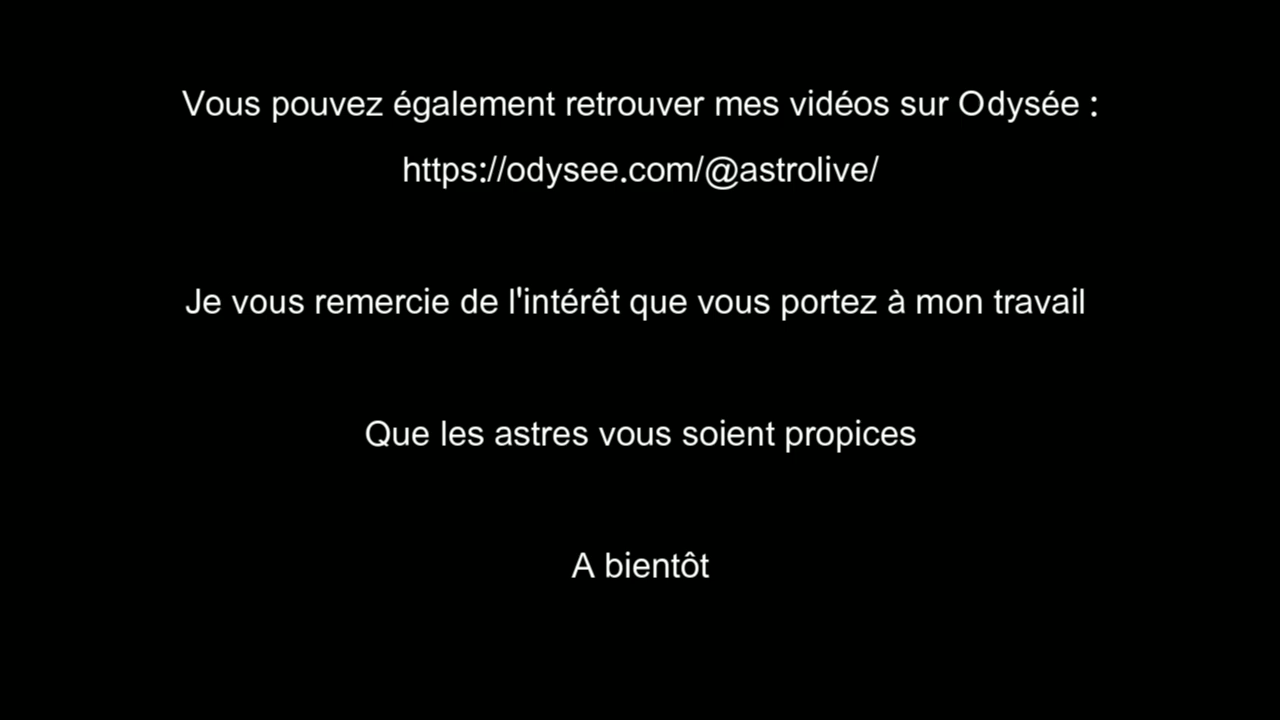 Vous pouvez également retrouver mes vidéos sur Odysée :
https://odysee.com/@astrolive/
Je vous remercie de l'intérêt que vous portez à mon travail
Que les astres vous soient propices
A bientôt